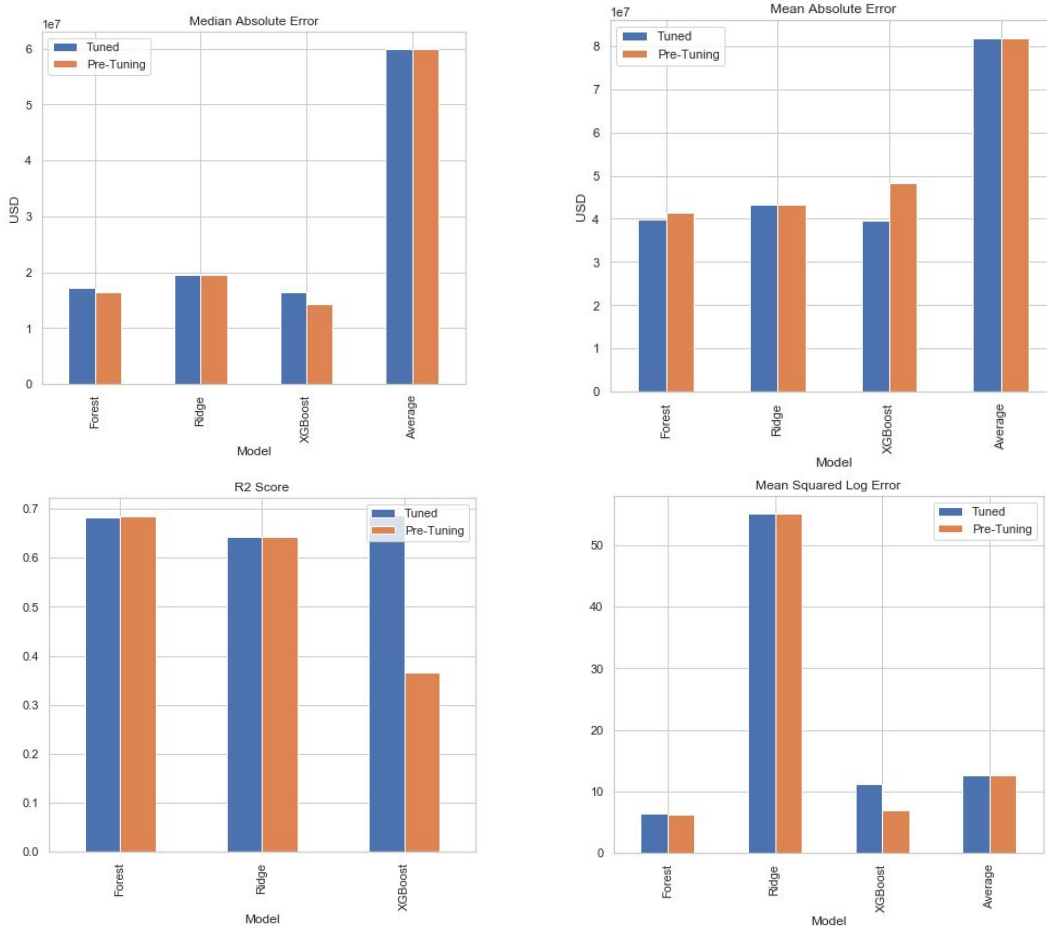 Median Absolute Error
1e7
Tuned
Pre-Tuning
6
5
4
3
2
1
0
USD
Forest
Ridge
XGBoost
Average
Model
Mean Absolute Error
1e7
Tuned
Pre-Tuning
8
7
6
5
4
3
2
1
0
USD
Forest
Ridge
XGBoost
Average
Model
R2 Score
Tuned
Pre-Tuning
0.7
0.6
0.5
0.4
0.3
0.2
0.1
0.0
Forest
Ridge
XGBoost
Model
Mean Squared Log Error
Tuned
Pre-Tuning
50
40
30
20
10
0
Forest
Ridge
XGBoost
Average
Model